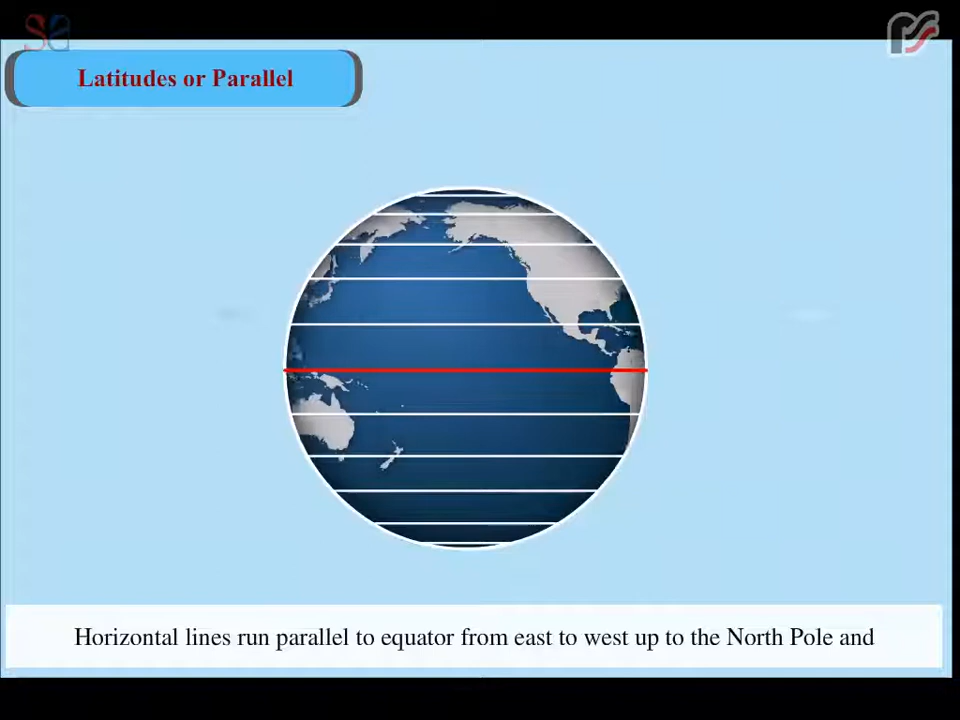 Latitudes or Parallel
Horizontal lines run parallel to equator from east to west up to the North Pole and